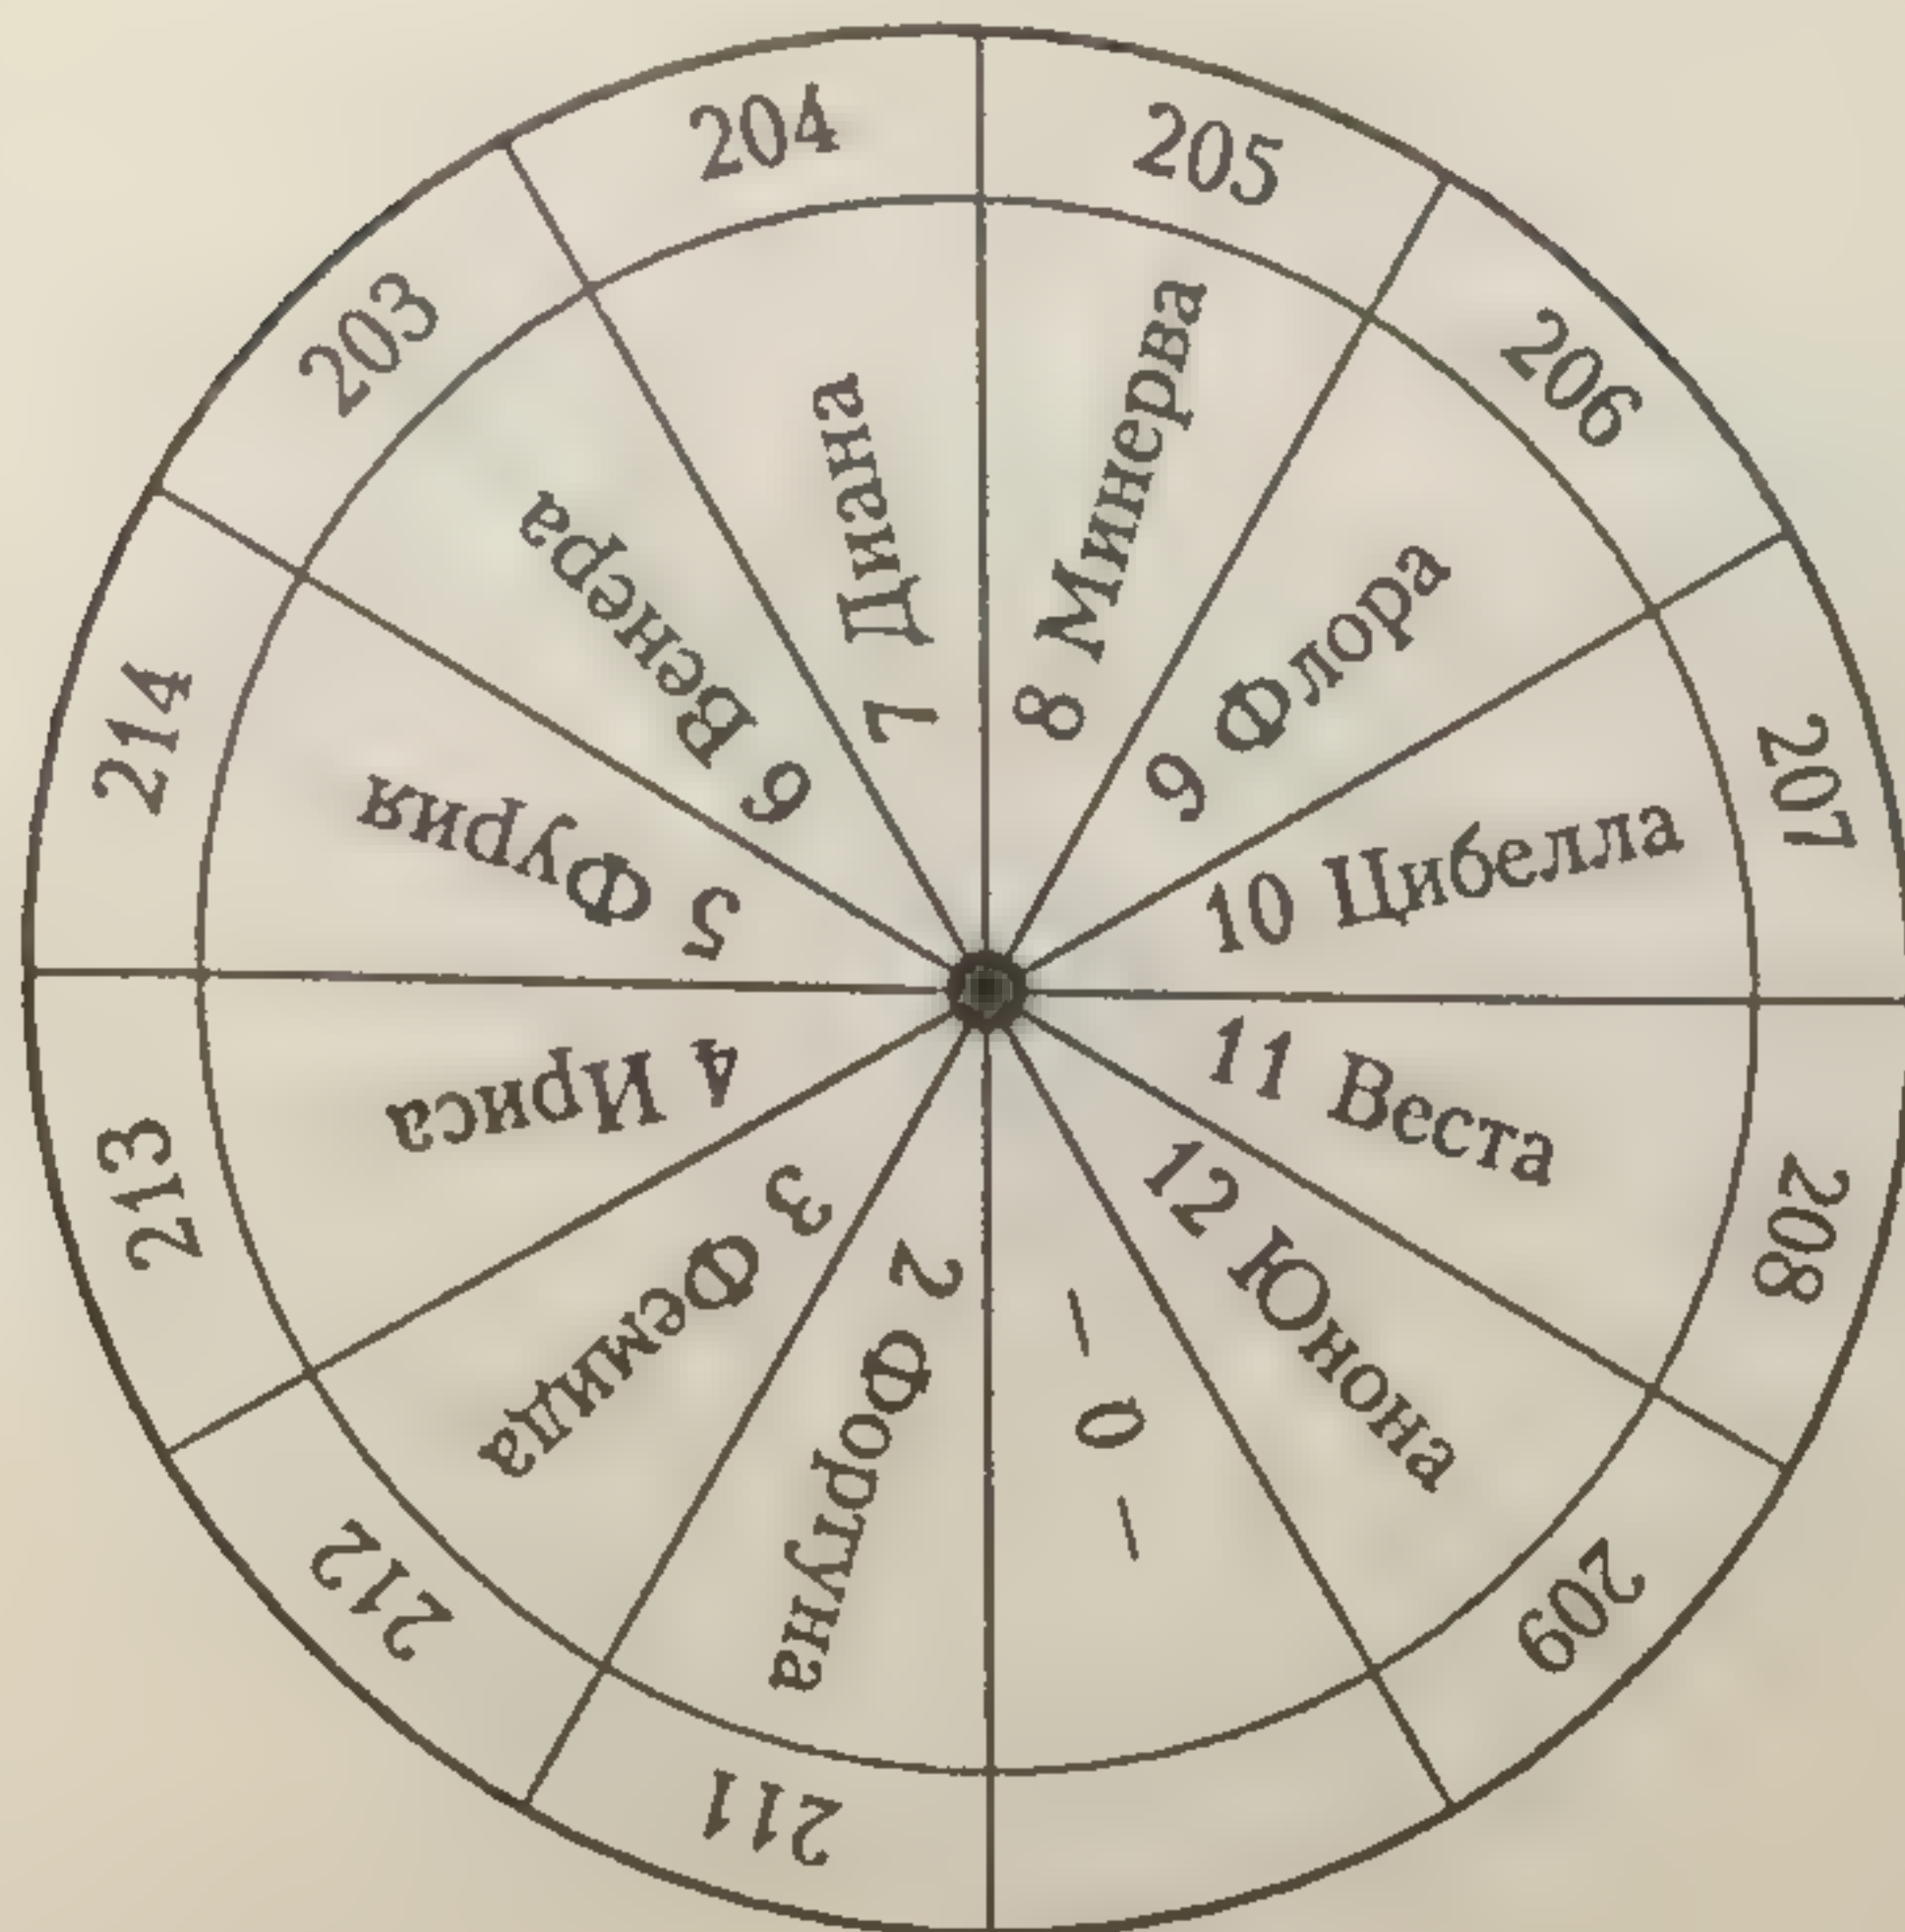 204
205
206
207
208
209
211
212
213
214
203
2 Фортуна
3 Фемида
4 Ириса
5 Фурия
6 Венера
7 Диана
8 Минерва
9 Флора
10 Цибелла
11 Веста
12 Юнона
– 0 –